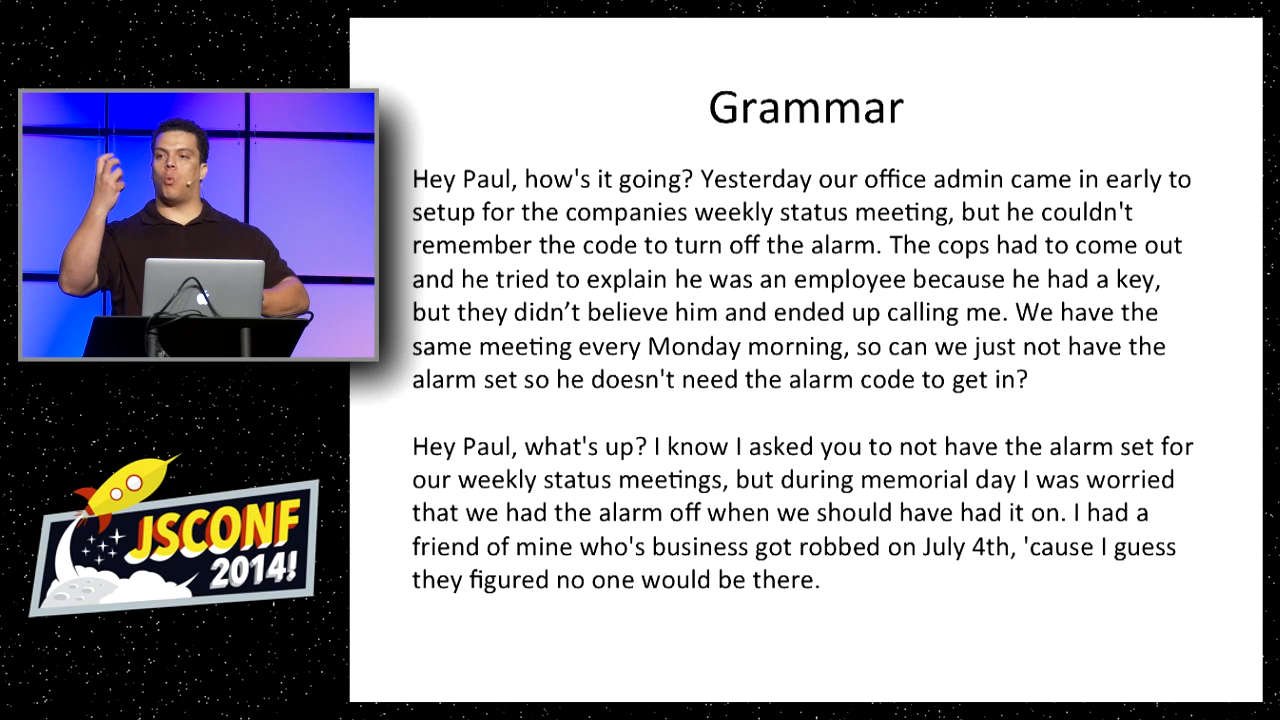 Grammar
Hey Paul, how's it going? Yesterday our office admin came in early to
setup for the companies weekly status meeting, but he couldn't
remember the code to turn off the alarm. The cops had to come out
and he tried to explain he was an employee because he had a key,
but they didn’t believe him and ended up calling me. We have the
same meeting every Monday morning, so can we just not have the
alarm set so he doesn't need the alarm code to get in?
Hey Paul, what's up? I know I asked you to not have the alarm set for
our weekly status meetings, but during memorial day I was worried
that we had the alarm off when we should have had it on. I had a
friend of mine who's business got robbed on July 4th, 'cause I guess
they figured no one would be there.
JSCONF
2014!